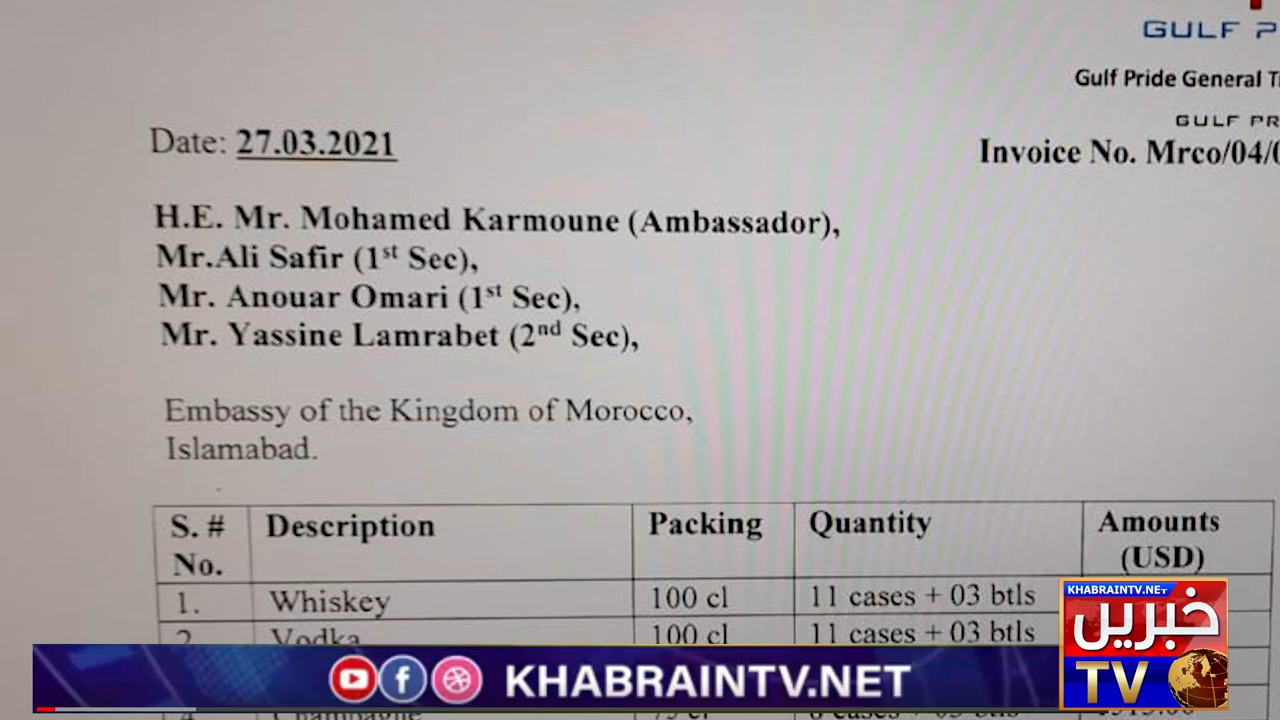 GULF P
Gulf Pride General T
GULF PR
Date: 27.03.2021
Invoice No. Mrco/04/0
H.E. Mr. Mohamed Karmoune (Ambassador),
Mr.Ali Safir (1st Sec),
Mr. Anouar Omari (1st Sec),
Mr. Yassine Lamrabet (2nd Sec),
Embassy of the Kingdom of Morocco,
Islamabad.
S. # No. Description Packing Quantity Amounts (USD)
1. Whiskey 100 cl 11 cases + 03 btls
2. Vodka 100 cl 11 cases + 03 btls
KHABRAINTV.NET
KHABRAINTV.NET
خبریں
TV